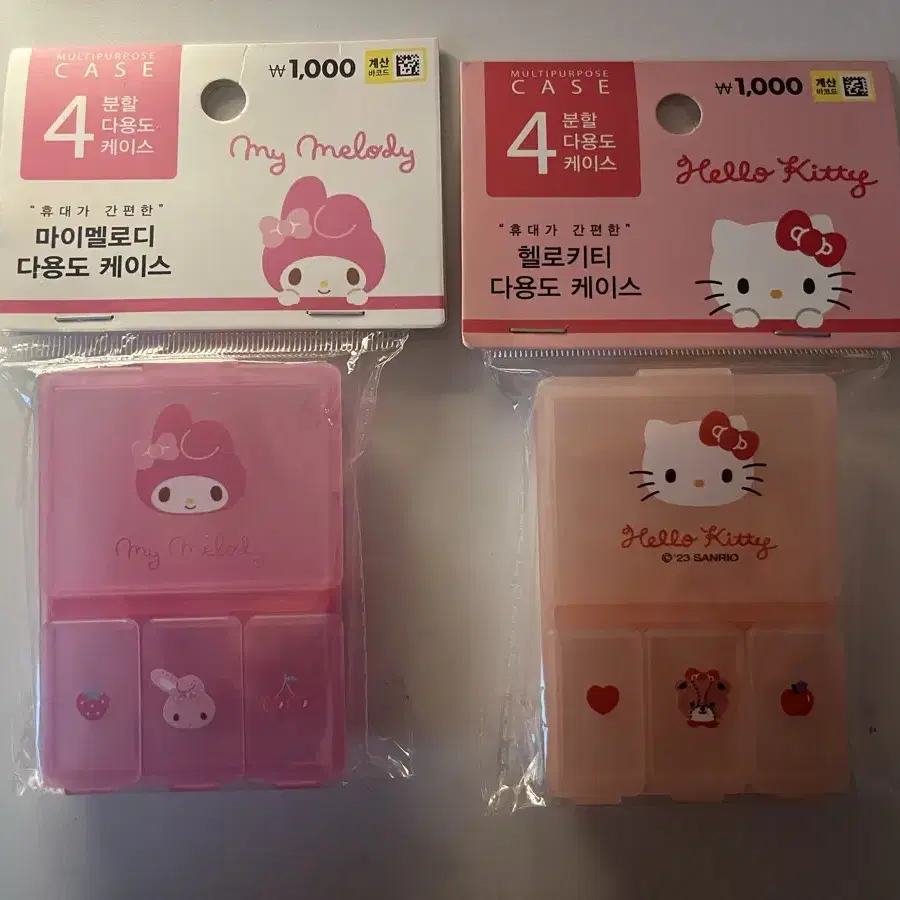 MULTIPURPOSE
CASE
4
분할
다용도
케이스
₩1,000
계산
바코드
my melody
"휴대가 간편한"
마이멜로디
다용도 케이스
My Melody
MULTIPURPOSE
CASE
4
분할
다용도
케이스
₩1,000
계산
바코드
Hello Kitty
"휴대가 간편한"
헬로키티
다용도 케이스
Hello Kitty
©'23 SANRIO